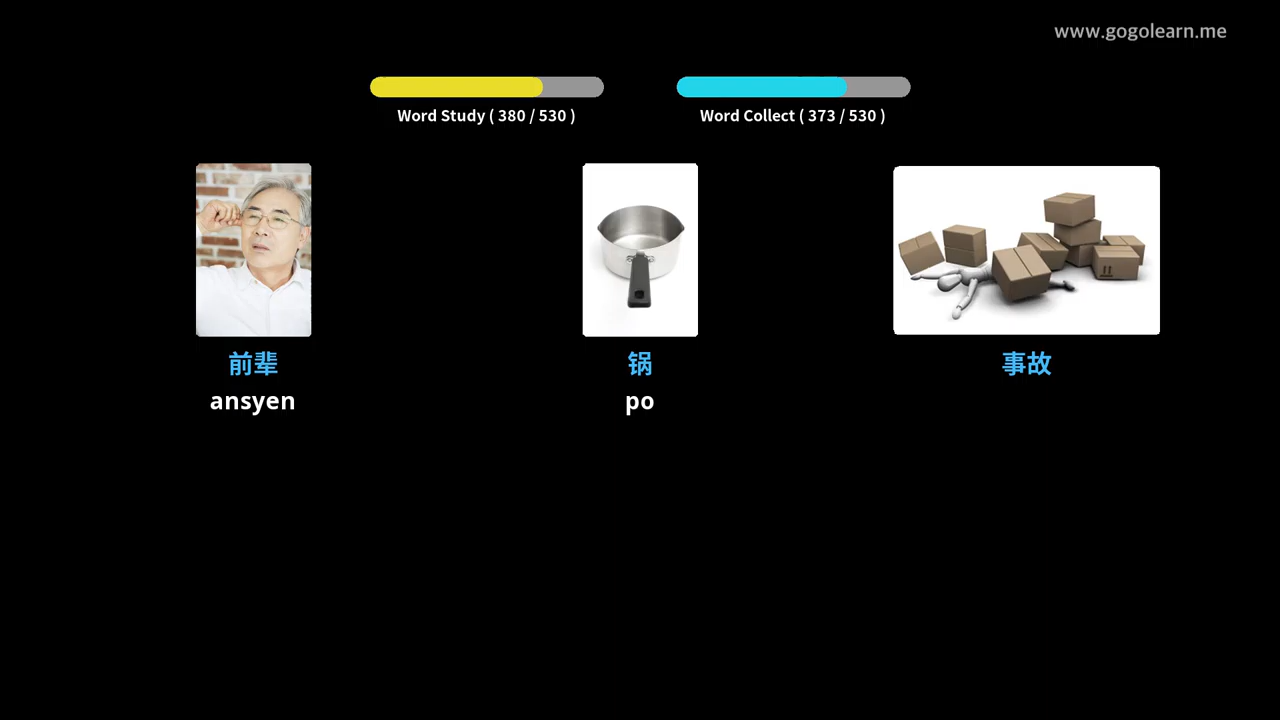 www.gogolearn.me
Word Study ( 380 / 530 )
Word Collect ( 373 / 530 )
前辈
锅
事故
ansyen
po